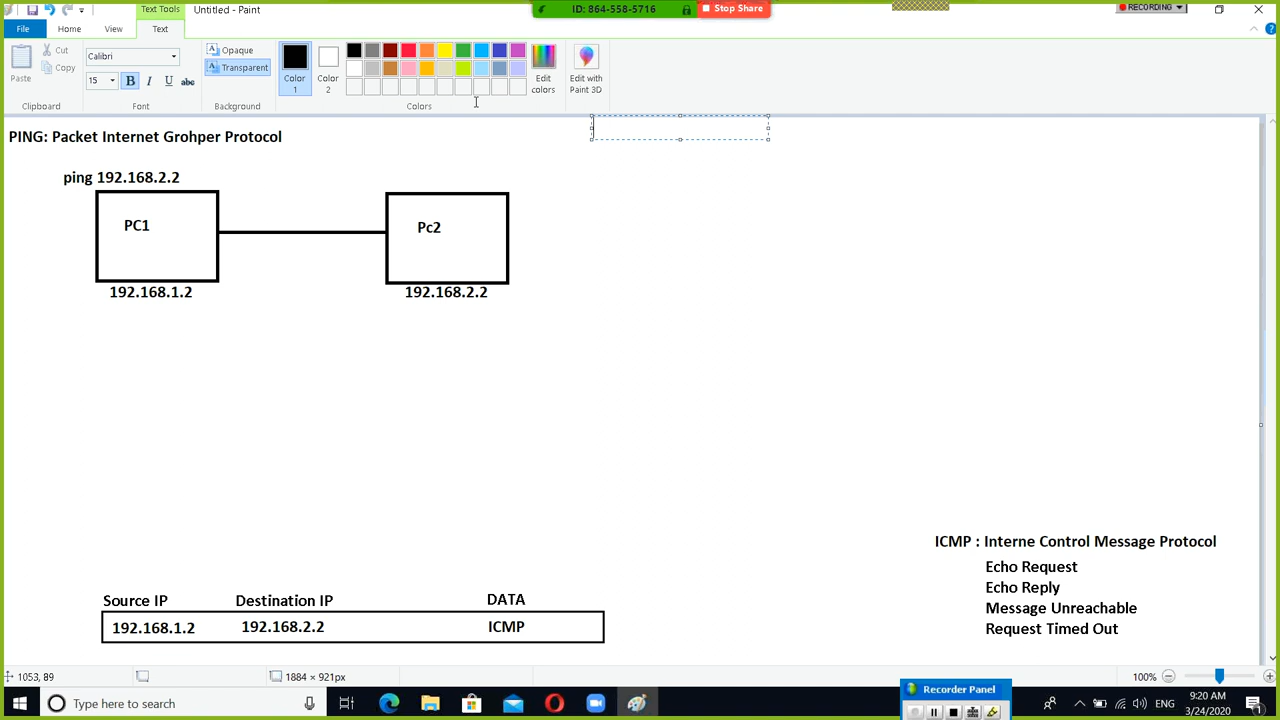 Text Tools
Untitled - Paint
ID: 864-558-5716
Stop Share
RECORDING
File
Home
View
Text
Paste
Cut
Copy
Clipboard
Calibri
15
B I U abc
Font
Opaque
Transparent
Background
Color 1
Color 2
Edit colors
Colors
Edit with Paint 3D
PING: Packet Internet Grohper Protocol
ping 192.168.2.2
PC1
Pc2
192.168.1.2
192.168.2.2
ICMP : Interne Control Message Protocol
Echo Request
Echo Reply
Message Unreachable
Request Timed Out
Source IP
Destination IP
DATA
192.168.1.2
192.168.2.2
ICMP
1053, 89
1884 × 921px
100%
Recorder Panel
Type here to search
ENG
9:20 AM
3/24/2020
1